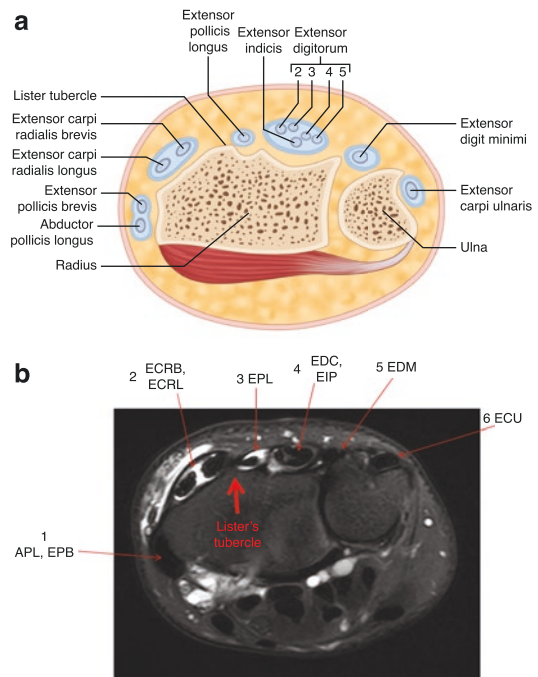 a
Extensor
pollicis
longus
Extensor
indicis
Extensor
digitorum
2 3 4 5
Lister tubercle
Extensor carpi
radialis brevis
Extensor carpi
radialis longus
Extensor
pollicis brevis
Abductor
pollicis longus
Radius
Extensor
digit minimi
Extensor
carpi ulnaris
Ulna
b
2 ECRB,
ECRL
3 EPL
4 EDC,
EIP
5 EDM
6 ECU
Lister's
tubercle
1
APL, EPB